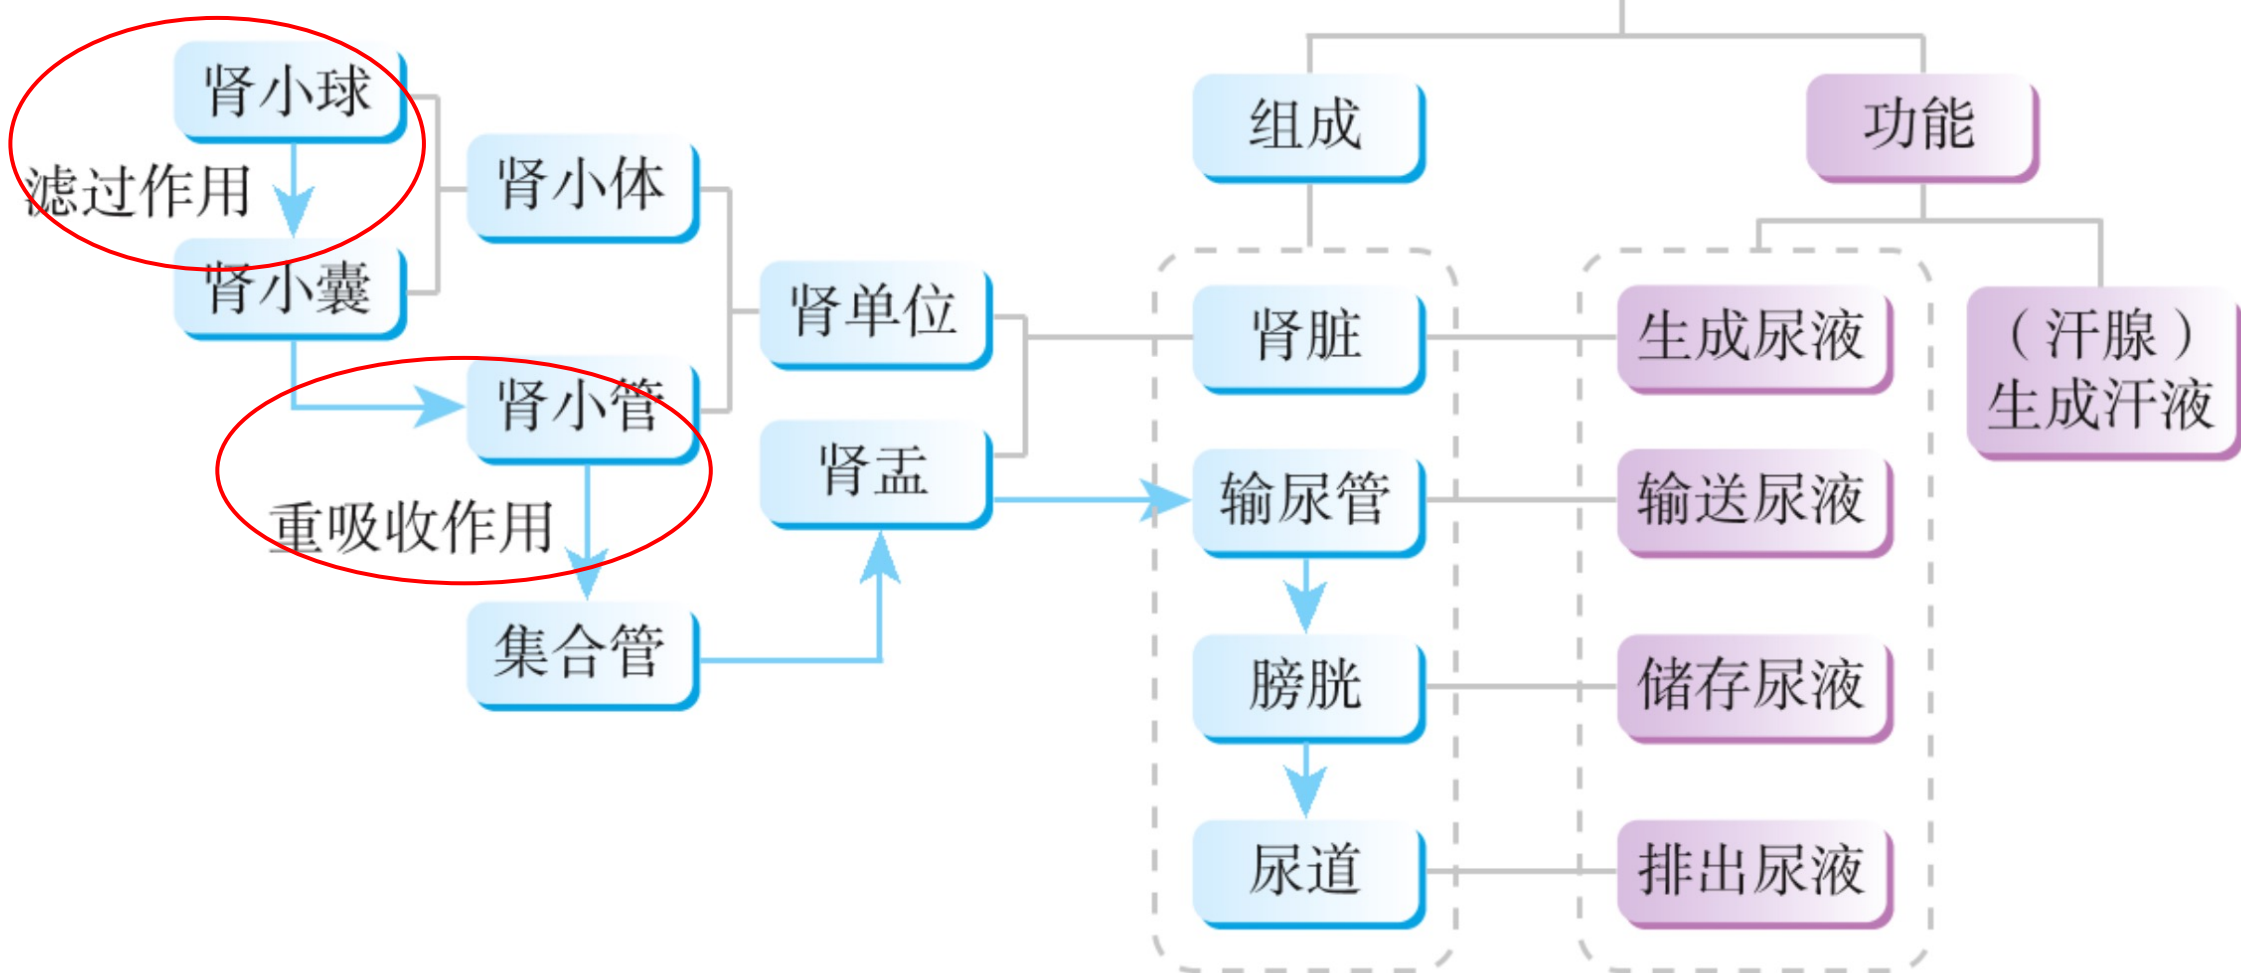 肾小球
滤过作用
肾小囊
肾小体
肾小管
重吸收作用
集合管
肾单位
肾盂
组成
肾脏
输尿管
膀胱
尿道
功能
生成尿液
输送尿液
储存尿液
排出尿液
（汗腺）
生成汗液